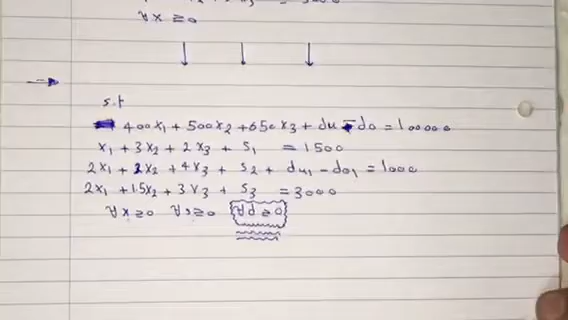 ∀x ≥ 0
s.t
400x₁ + 500x₂ + 650x₃ + du - do = 100000
x₁ + 3x₂ + 2x₃ + s₁ = 1500
2x₁ + 2x₂ + 4x₃ + s₂ + du₁ - do₁ = 1000
2x₁ + 1.5x₂ + 3x₃ + s₃ = 3000
∀x ≥ 0 ∀s ≥ 0 ∀d ≥ 0